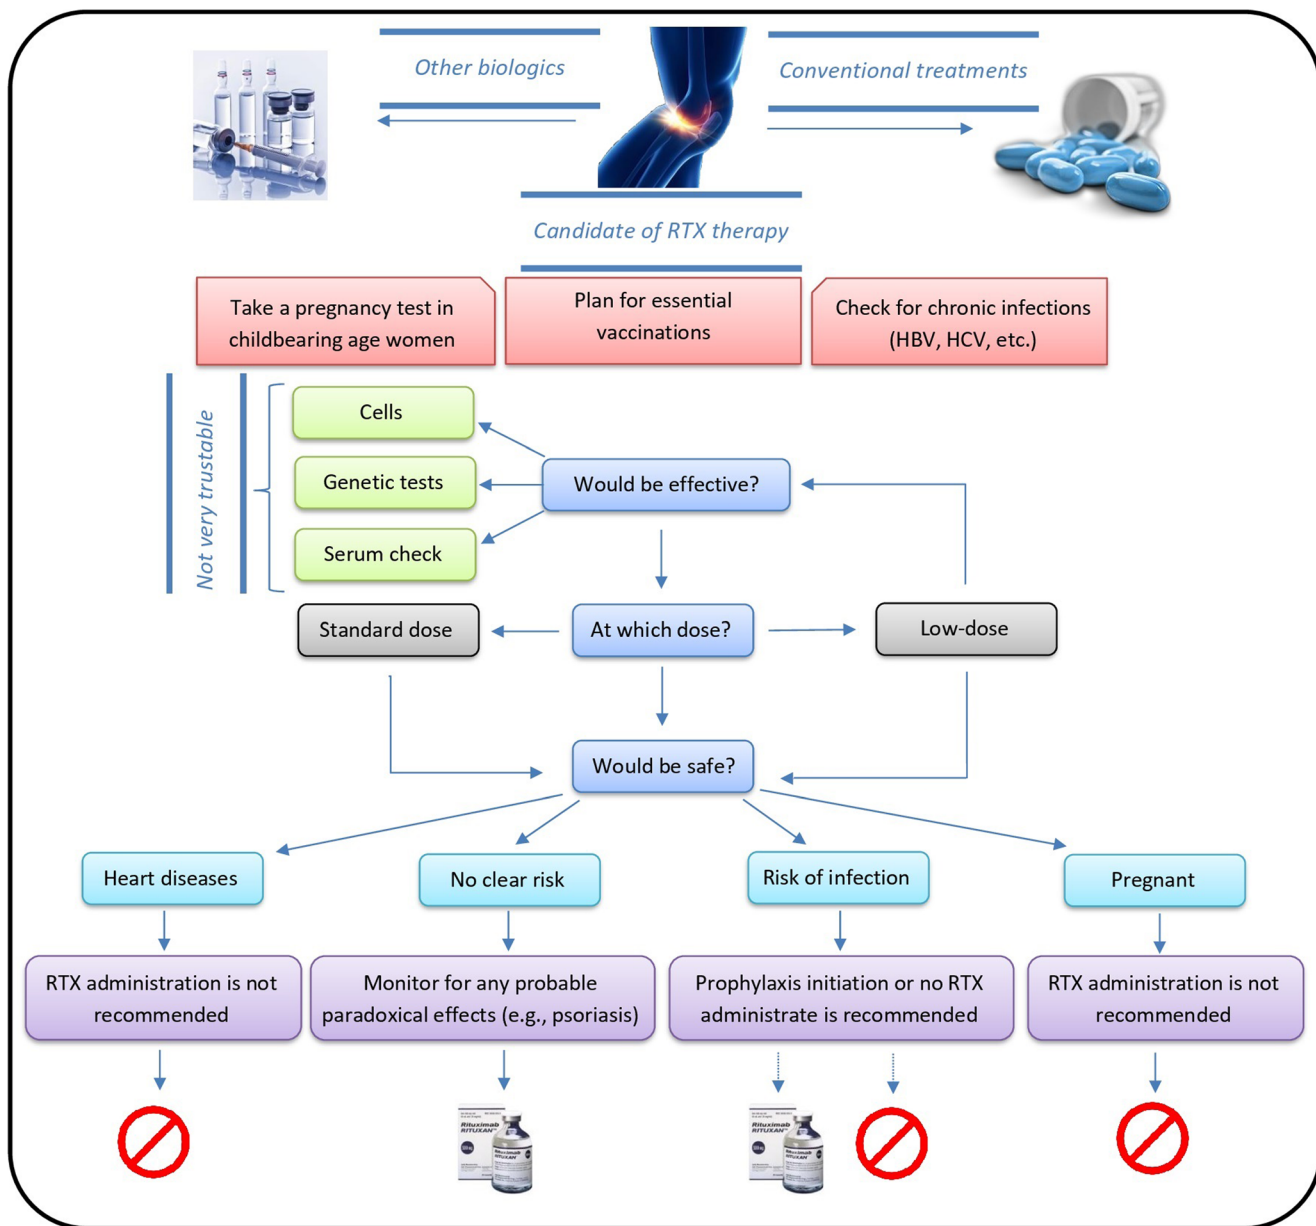 Other biologics
Conventional treatments
Candidate of RTX therapy
Take a pregnancy test in
childbearing age women
Plan for essential
vaccinations
Check for chronic infections
(HBV, HCV, etc.)
Not very trustable
Cells
Genetic tests
Serum check
Would be effective?
Standard dose
At which dose?
Low-dose
Would be safe?
Heart diseases
No clear risk
Risk of infection
Pregnant
RTX administration is not
recommended
Monitor for any probable
paradoxical effects (e.g., psoriasis)
Prophylaxis initiation or no RTX
administrate is recommended
RTX administration is not
recommended
Rituximab
RITUXAN
Rituximab
RITUXAN
Rituximab
RITUXAN
Rituximab
RITUXAN